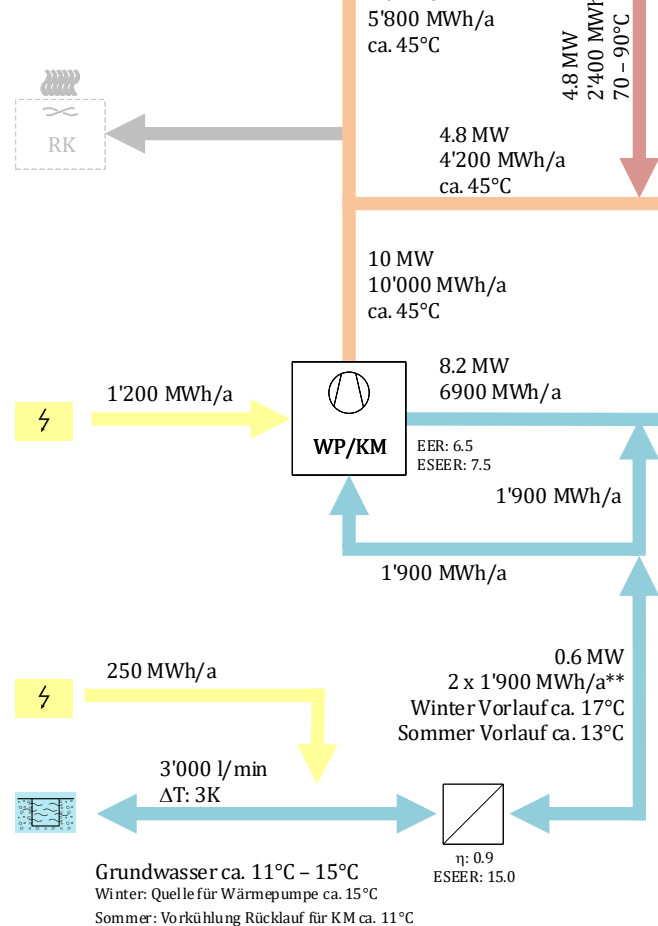 5'800 MWh/a
ca. 45°C
4.8 MW
2'400 MWh
70 – 90°C
RK
4.8 MW
4'200 MWh/a
ca. 45°C
10 MW
10'000 MWh/a
ca. 45°C
8.2 MW
6900 MWh/a
1'200 MWh/a
WP/KM
EER: 6.5
ESEER: 7.5
1'900 MWh/a
1'900 MWh/a
250 MWh/a
0.6 MW
2 x 1'900 MWh/a**
Winter Vorlauf ca. 17°C
Sommer Vorlauf ca. 13°C
3'000 l/min
ΔT: 3K
η: 0.9
ESEER: 15.0
Grundwasser ca. 11°C – 15°C
Winter: Quelle für Wärmepumpe ca. 15°C
Sommer: Vorkühlung Rücklauf für KM ca. 11°C